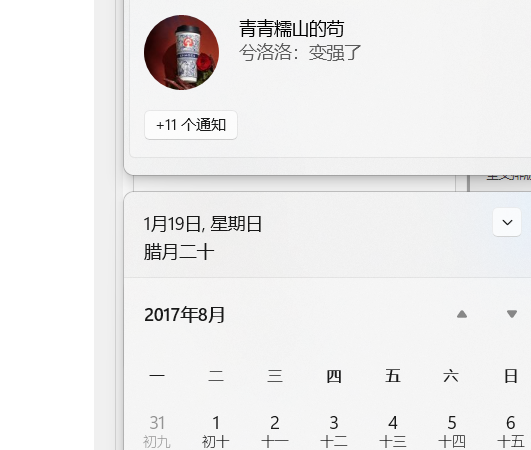 青青糯山的苟
兮洛洛：变强了
+11 个通知
1月19日, 星期日
腊月二十
2017年8月
一 二 三 四 五 六 日
31 1 2 3 4 5 6
初九 初十 十一 十二 十三 十四 十五